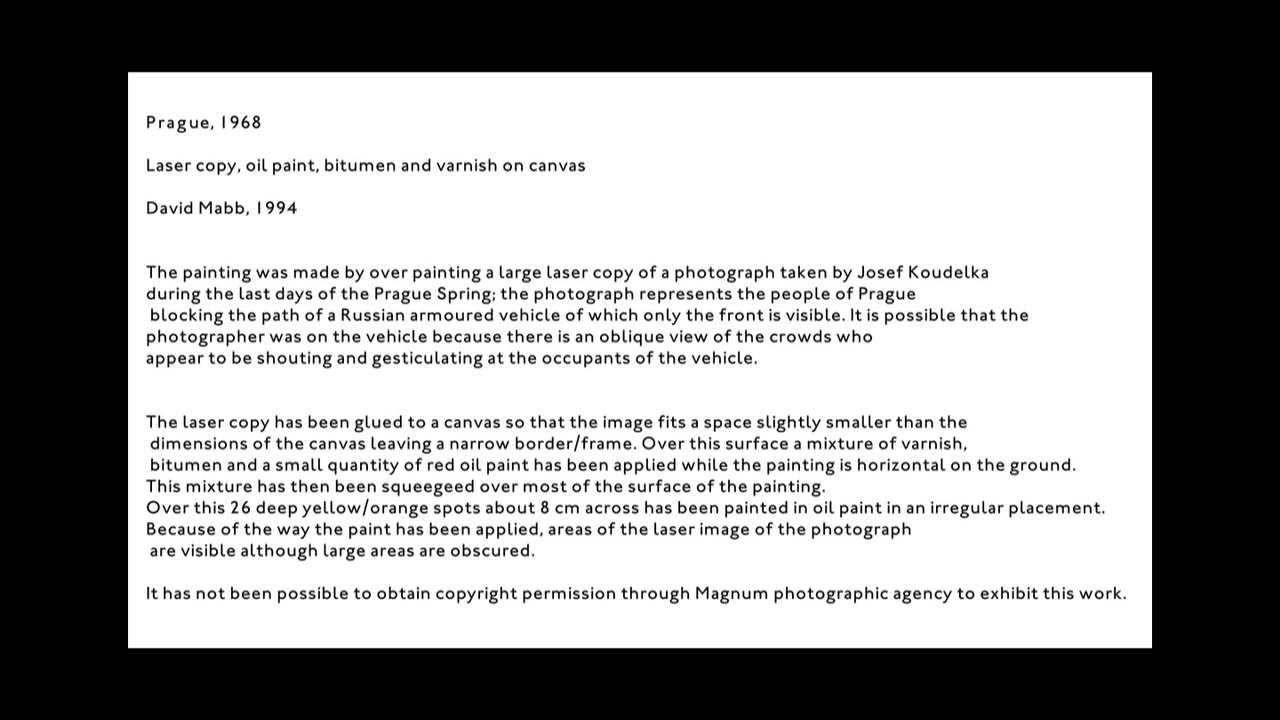 Prague, 1968
Laser copy, oil paint, bitumen and varnish on canvas
David Mabb, 1994
The painting was made by over painting a large laser copy of a photograph taken by Josef Koudelka
during the last days of the Prague Spring; the photograph represents the people of Prague
blocking the path of a Russian armoured vehicle of which only the front is visible. It is possible that the
photographer was on the vehicle because there is an oblique view of the crowds who
appear to be shouting and gesticulating at the occupants of the vehicle.
The laser copy has been glued to a canvas so that the image fits a space slightly smaller than the
dimensions of the canvas leaving a narrow border/frame. Over this surface a mixture of varnish,
bitumen and a small quantity of red oil paint has been applied while the painting is horizontal on the ground.
This mixture has then been squeegeed over most of the surface of the painting.
Over this 26 deep yellow/orange spots about 8 cm across has been painted in oil paint in an irregular placement.
Because of the way the paint has been applied, areas of the laser image of the photograph
are visible although large areas are obscured.
It has not been possible to obtain copyright permission through Magnum photographic agency to exhibit this work.